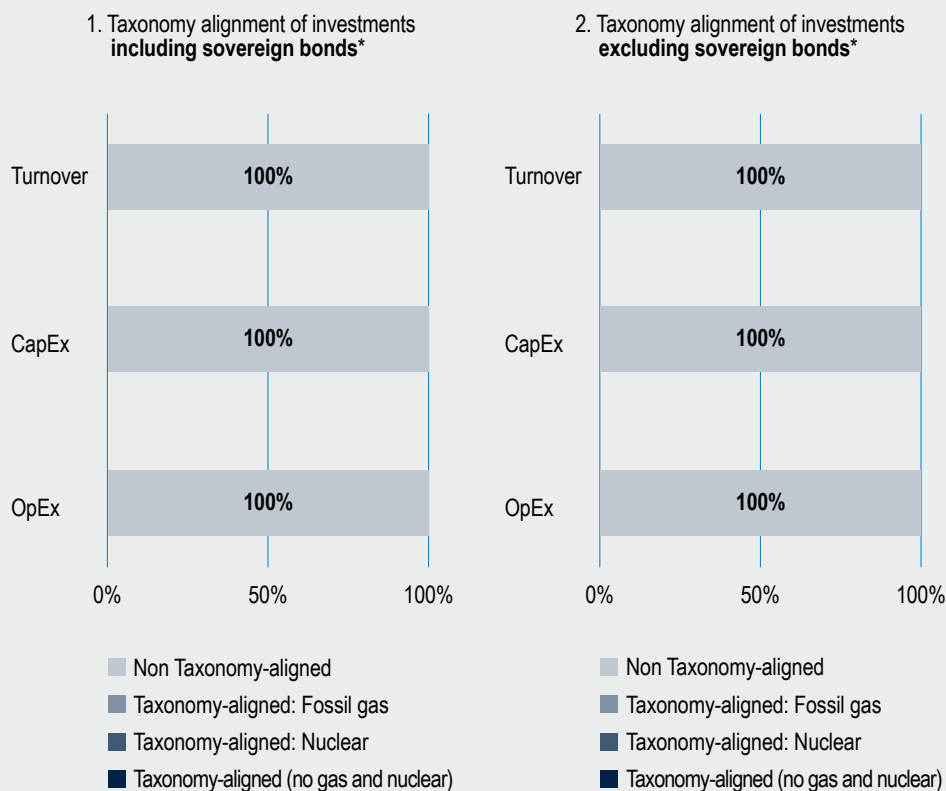 1. Taxonomy alignment of investments
including sovereign bonds*
Turnover
100%
CapEx
100%
OpEx
100%
0% 50% 100%
Non Taxonomy-aligned
Taxonomy-aligned: Fossil gas
Taxonomy-aligned: Nuclear
Taxonomy-aligned (no gas and nuclear)
2. Taxonomy alignment of investments
excluding sovereign bonds*
Turnover
100%
CapEx
100%
OpEx
100%
0% 50% 100%
Non Taxonomy-aligned
Taxonomy-aligned: Fossil gas
Taxonomy-aligned: Nuclear
Taxonomy-aligned (no gas and nuclear)